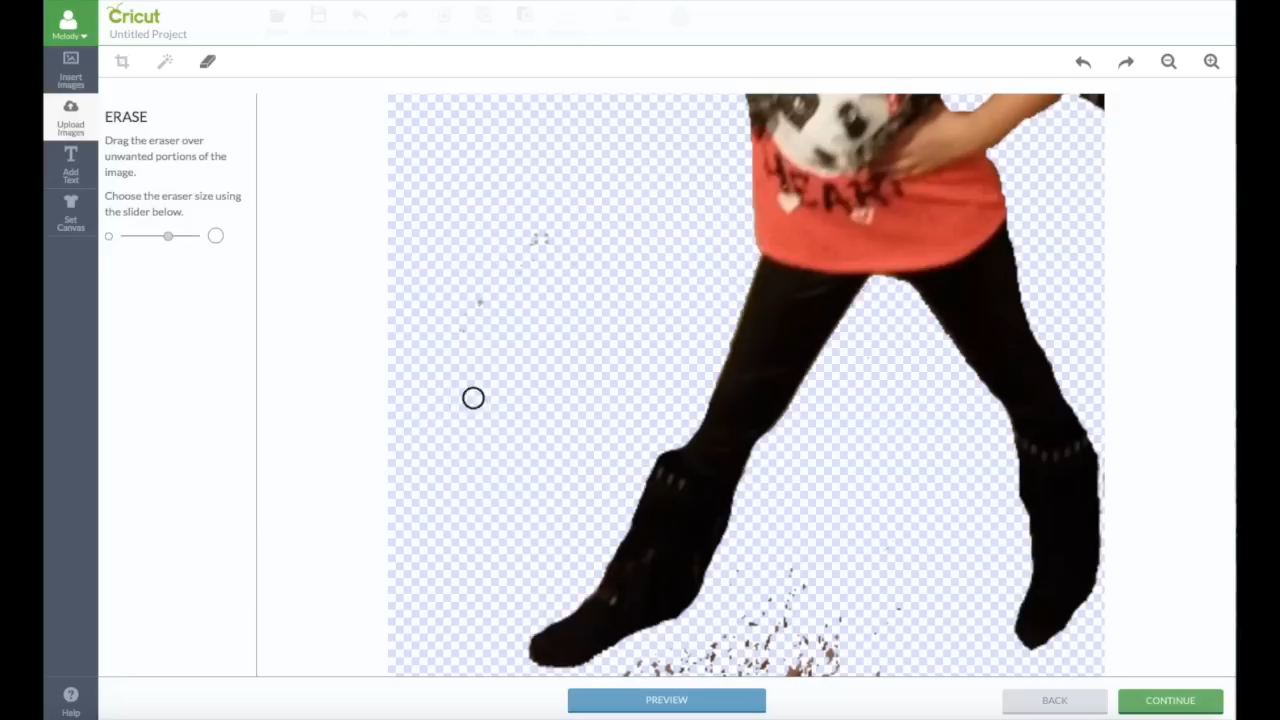 Cricut
Untitled Project
Melody
Insert
Images
Upload
Images
Add
Text
Set
Canvas
Help
ERASE
Drag the eraser over
unwanted portions of the
image.
Choose the eraser size using
the slider below.
HEART
PREVIEW
BACK
CONTINUE